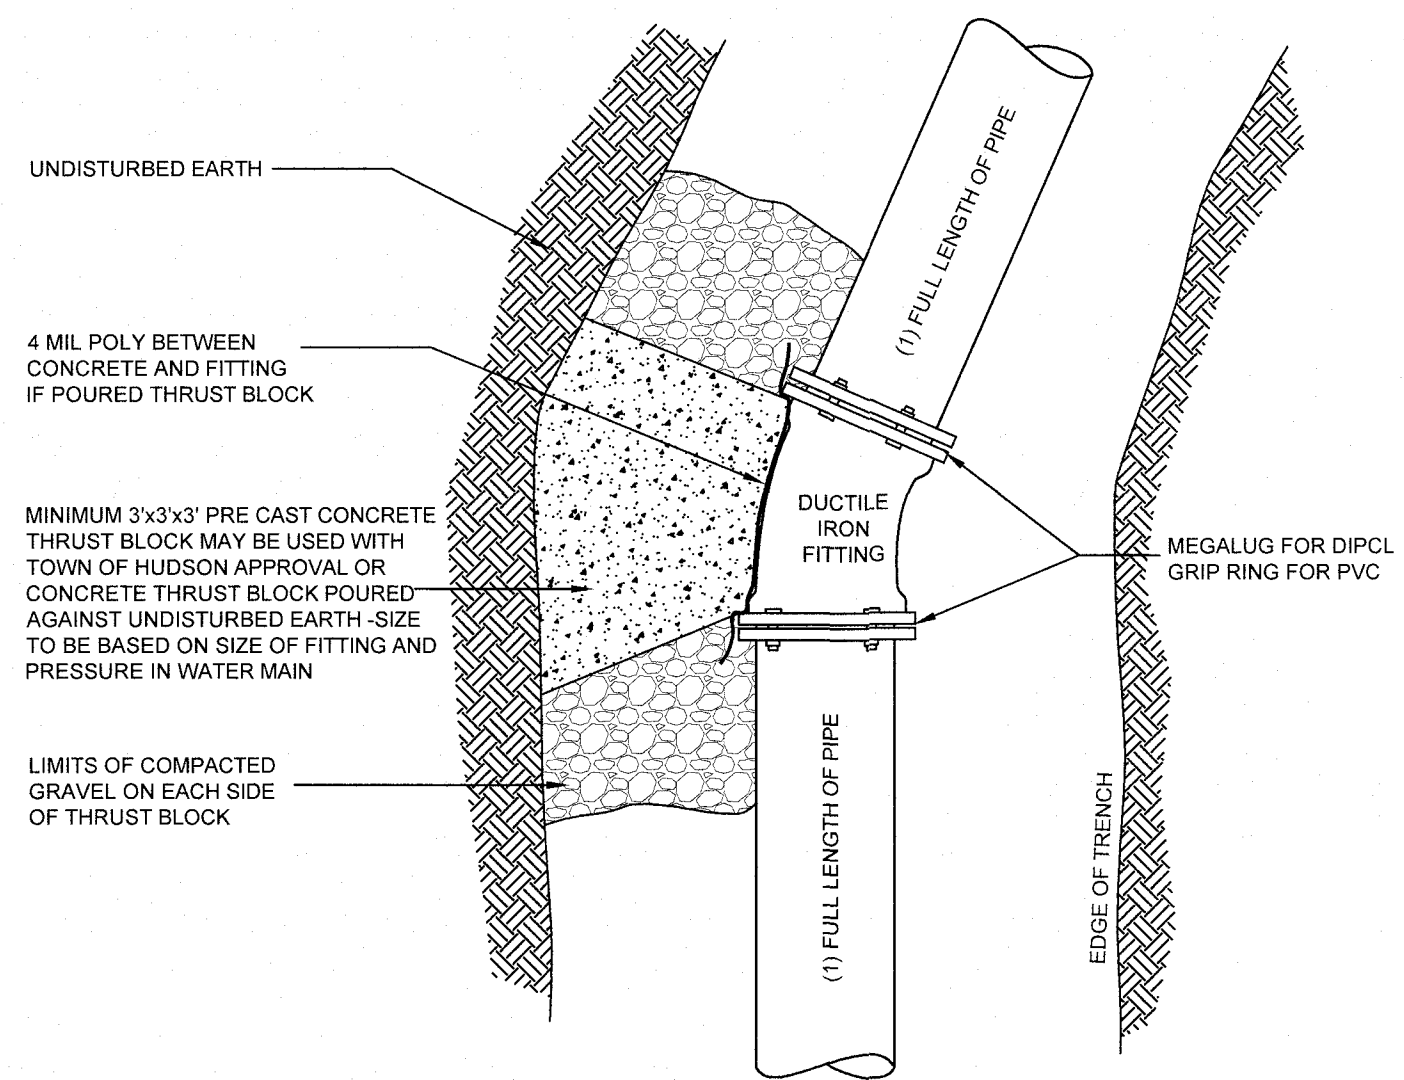 UNDISTURBED EARTH
4 MIL POLY BETWEEN
CONCRETE AND FITTING
IF POURED THRUST BLOCK
MINIMUM 3'x3'x3' PRE CAST CONCRETE
THRUST BLOCK MAY BE USED WITH
TOWN OF HUDSON APPROVAL OR
CONCRETE THRUST BLOCK POURED
AGAINST UNDISTURBED EARTH -SIZE
TO BE BASED ON SIZE OF FITTING AND
PRESSURE IN WATER MAIN
LIMITS OF COMPACTED
GRAVEL ON EACH SIDE
OF THRUST BLOCK
(1) FULL LENGTH OF PIPE
DUCTILE
IRON
FITTING
(1) FULL LENGTH OF PIPE
MEGALUG FOR DIPCL
GRIP RING FOR PVC
EDGE OF TRENCH